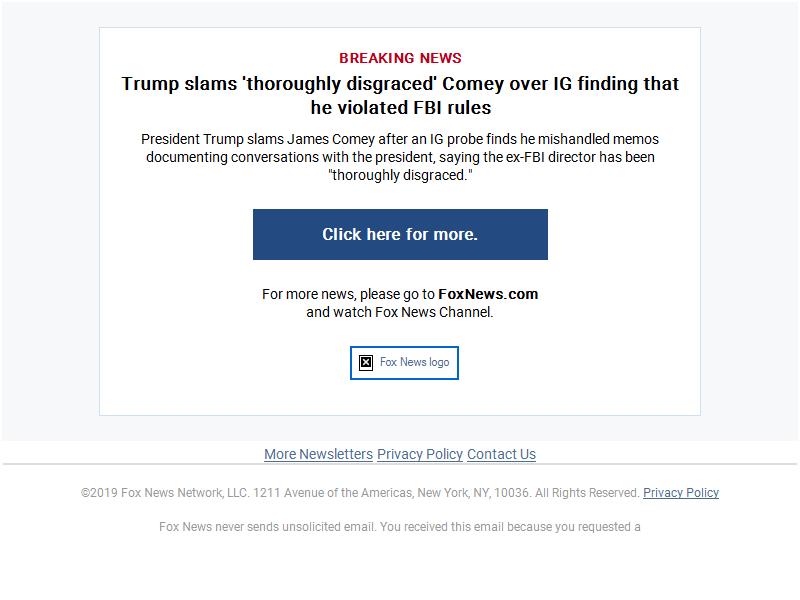 BREAKING NEWS
Trump slams 'thoroughly disgraced' Comey over IG finding that
he violated FBI rules
President Trump slams James Comey after an IG probe finds he mishandled memos
documenting conversations with the president, saying the ex-FBI director has been
"thoroughly disgraced."
Click here for more.
For more news, please go to FoxNews.com
and watch Fox News Channel.
Fox News logo
More Newsletters Privacy Policy Contact Us
©2019 Fox News Network, LLC. 1211 Avenue of the Americas, New York, NY, 10036. All Rights Reserved. Privacy Policy
Fox News never sends unsolicited email. You received this email because you requested a